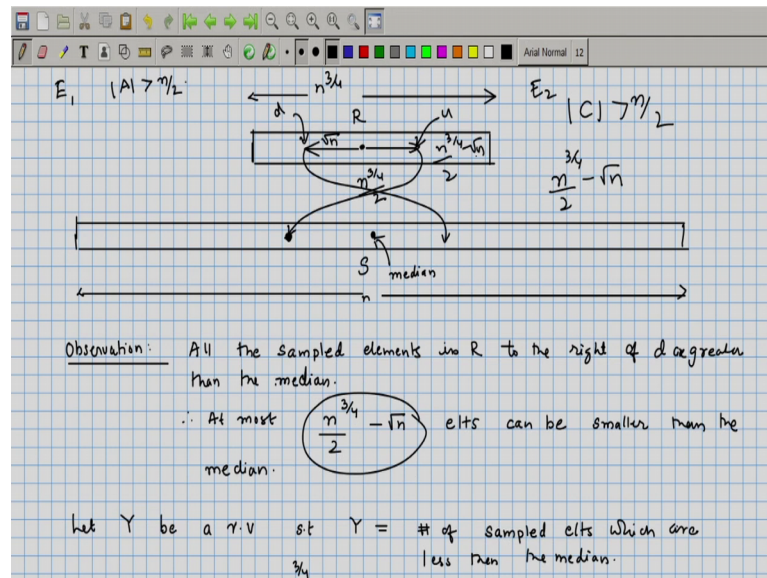 Arial Normal 12
E₁ |A| > n/2
n^3/4
E₂ |C| > n/2
d R u
√n n^3/4 - √n / 2
n^3/4 / 2
n^3/4 / 2 - √n
S median
n
Observation: All the sampled elements in R to the right of d are greater
than the median.
∴ At most n^3/4 / 2 - √n elts can be smaller than the
median.
Let Y be a r.v s.t Y = # of sampled elts which are
less than the median.
3/4